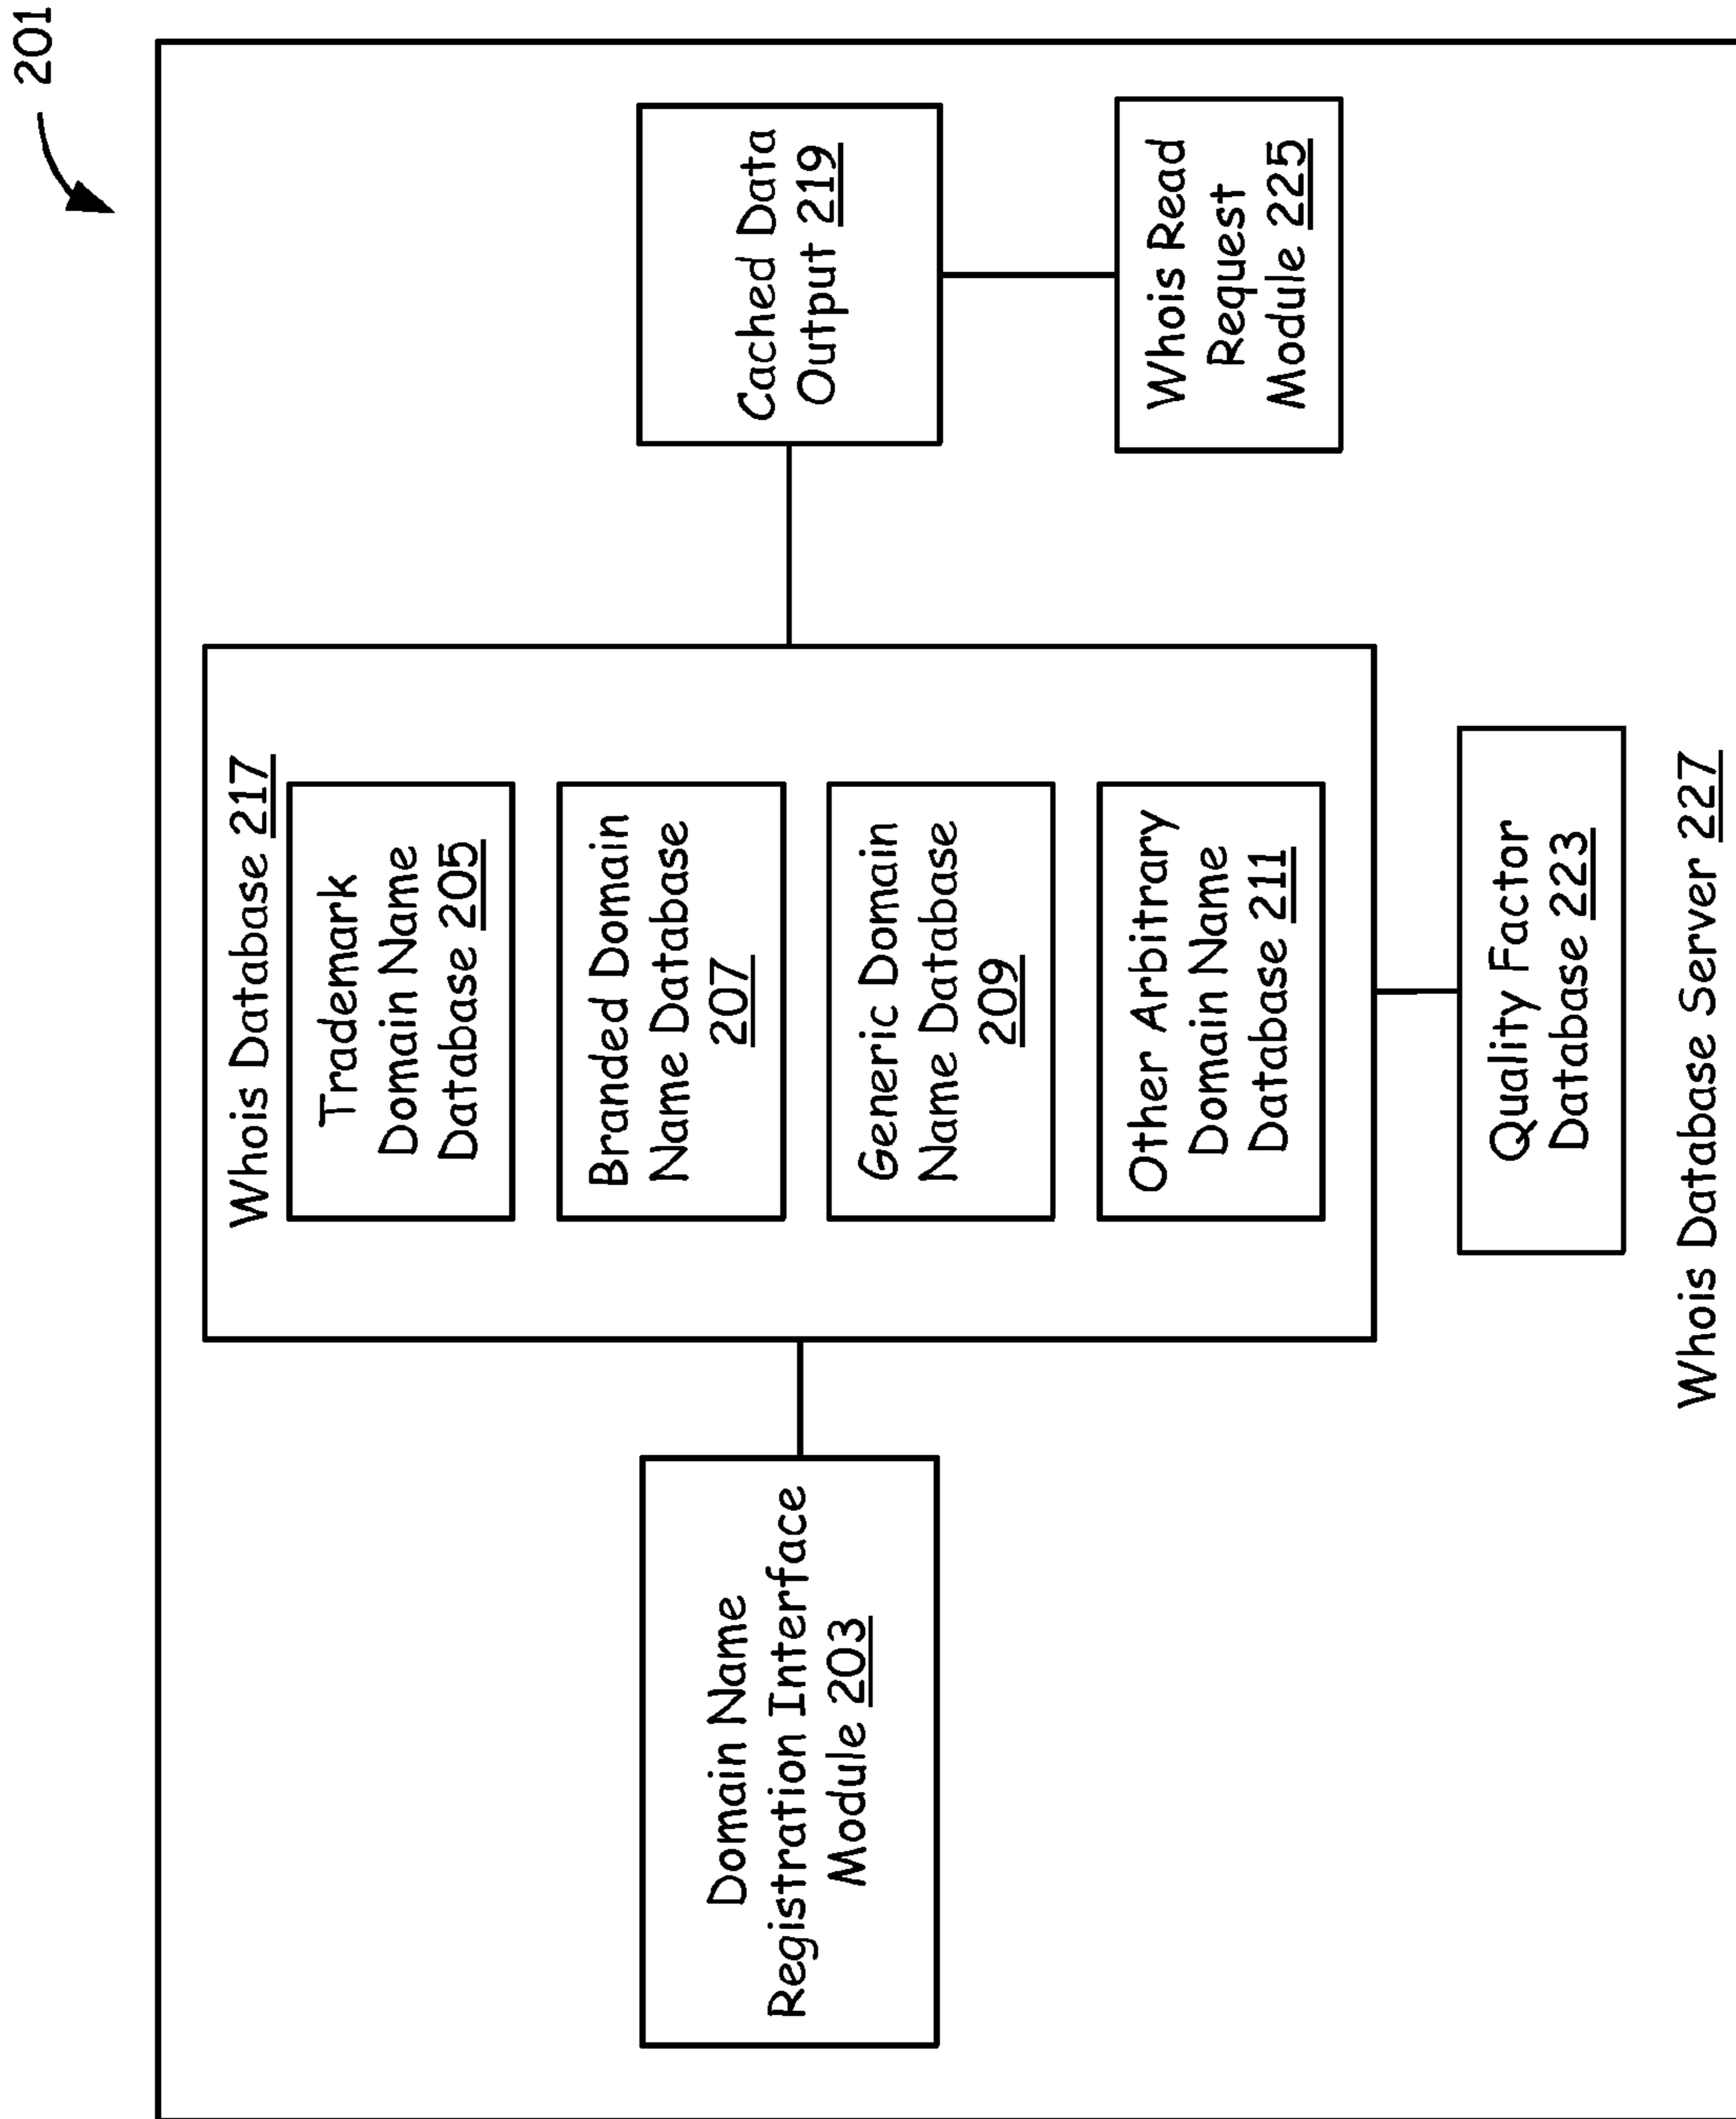 201
Domain Name
Registration Interface
Module 203
Whois Database 217
Trademark
Domain Name
Database 205
Branded Domain
Name Database
207
Generic Domain
Name Database
209
Other Arbitrary
Domain Name
Database 211
Cached Data
Output 219
Whois Read
Request
Module 225
Quality Factor
Database 223
Whois Database Server 227